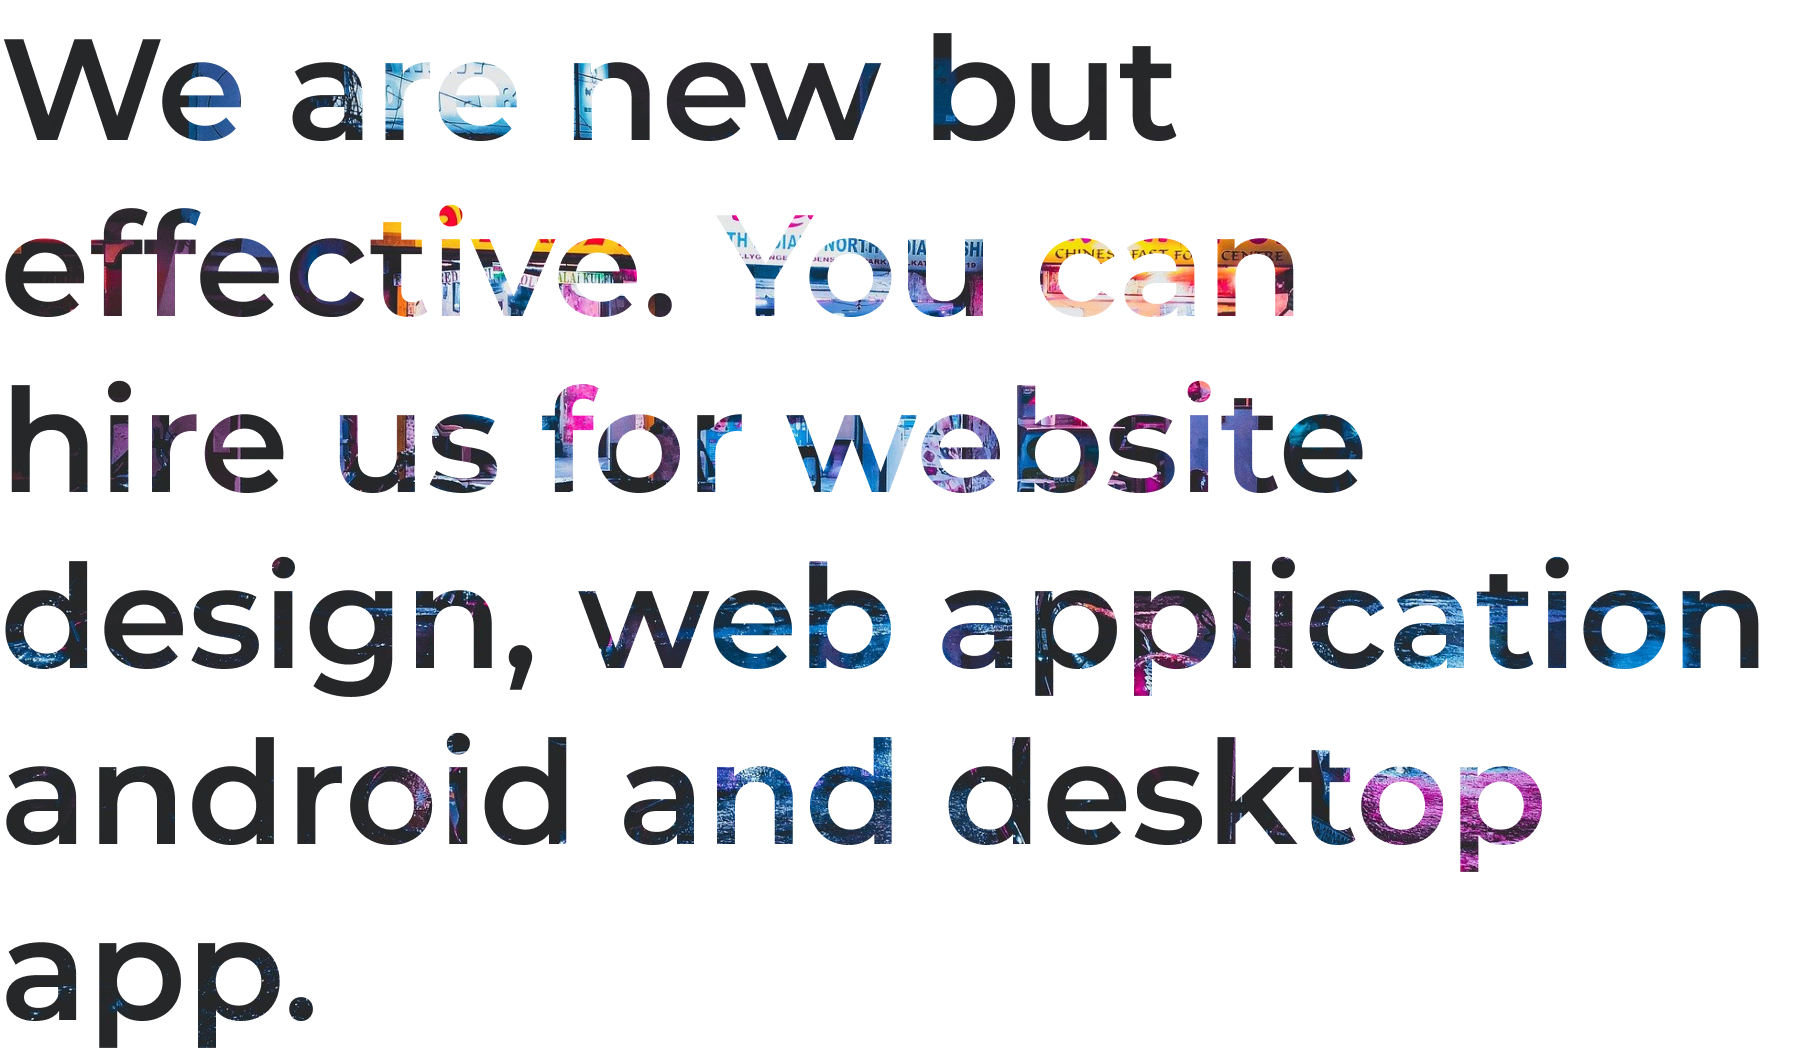 We are new but
effective. You can
hire us for website
design, web application
android and desktop
app.